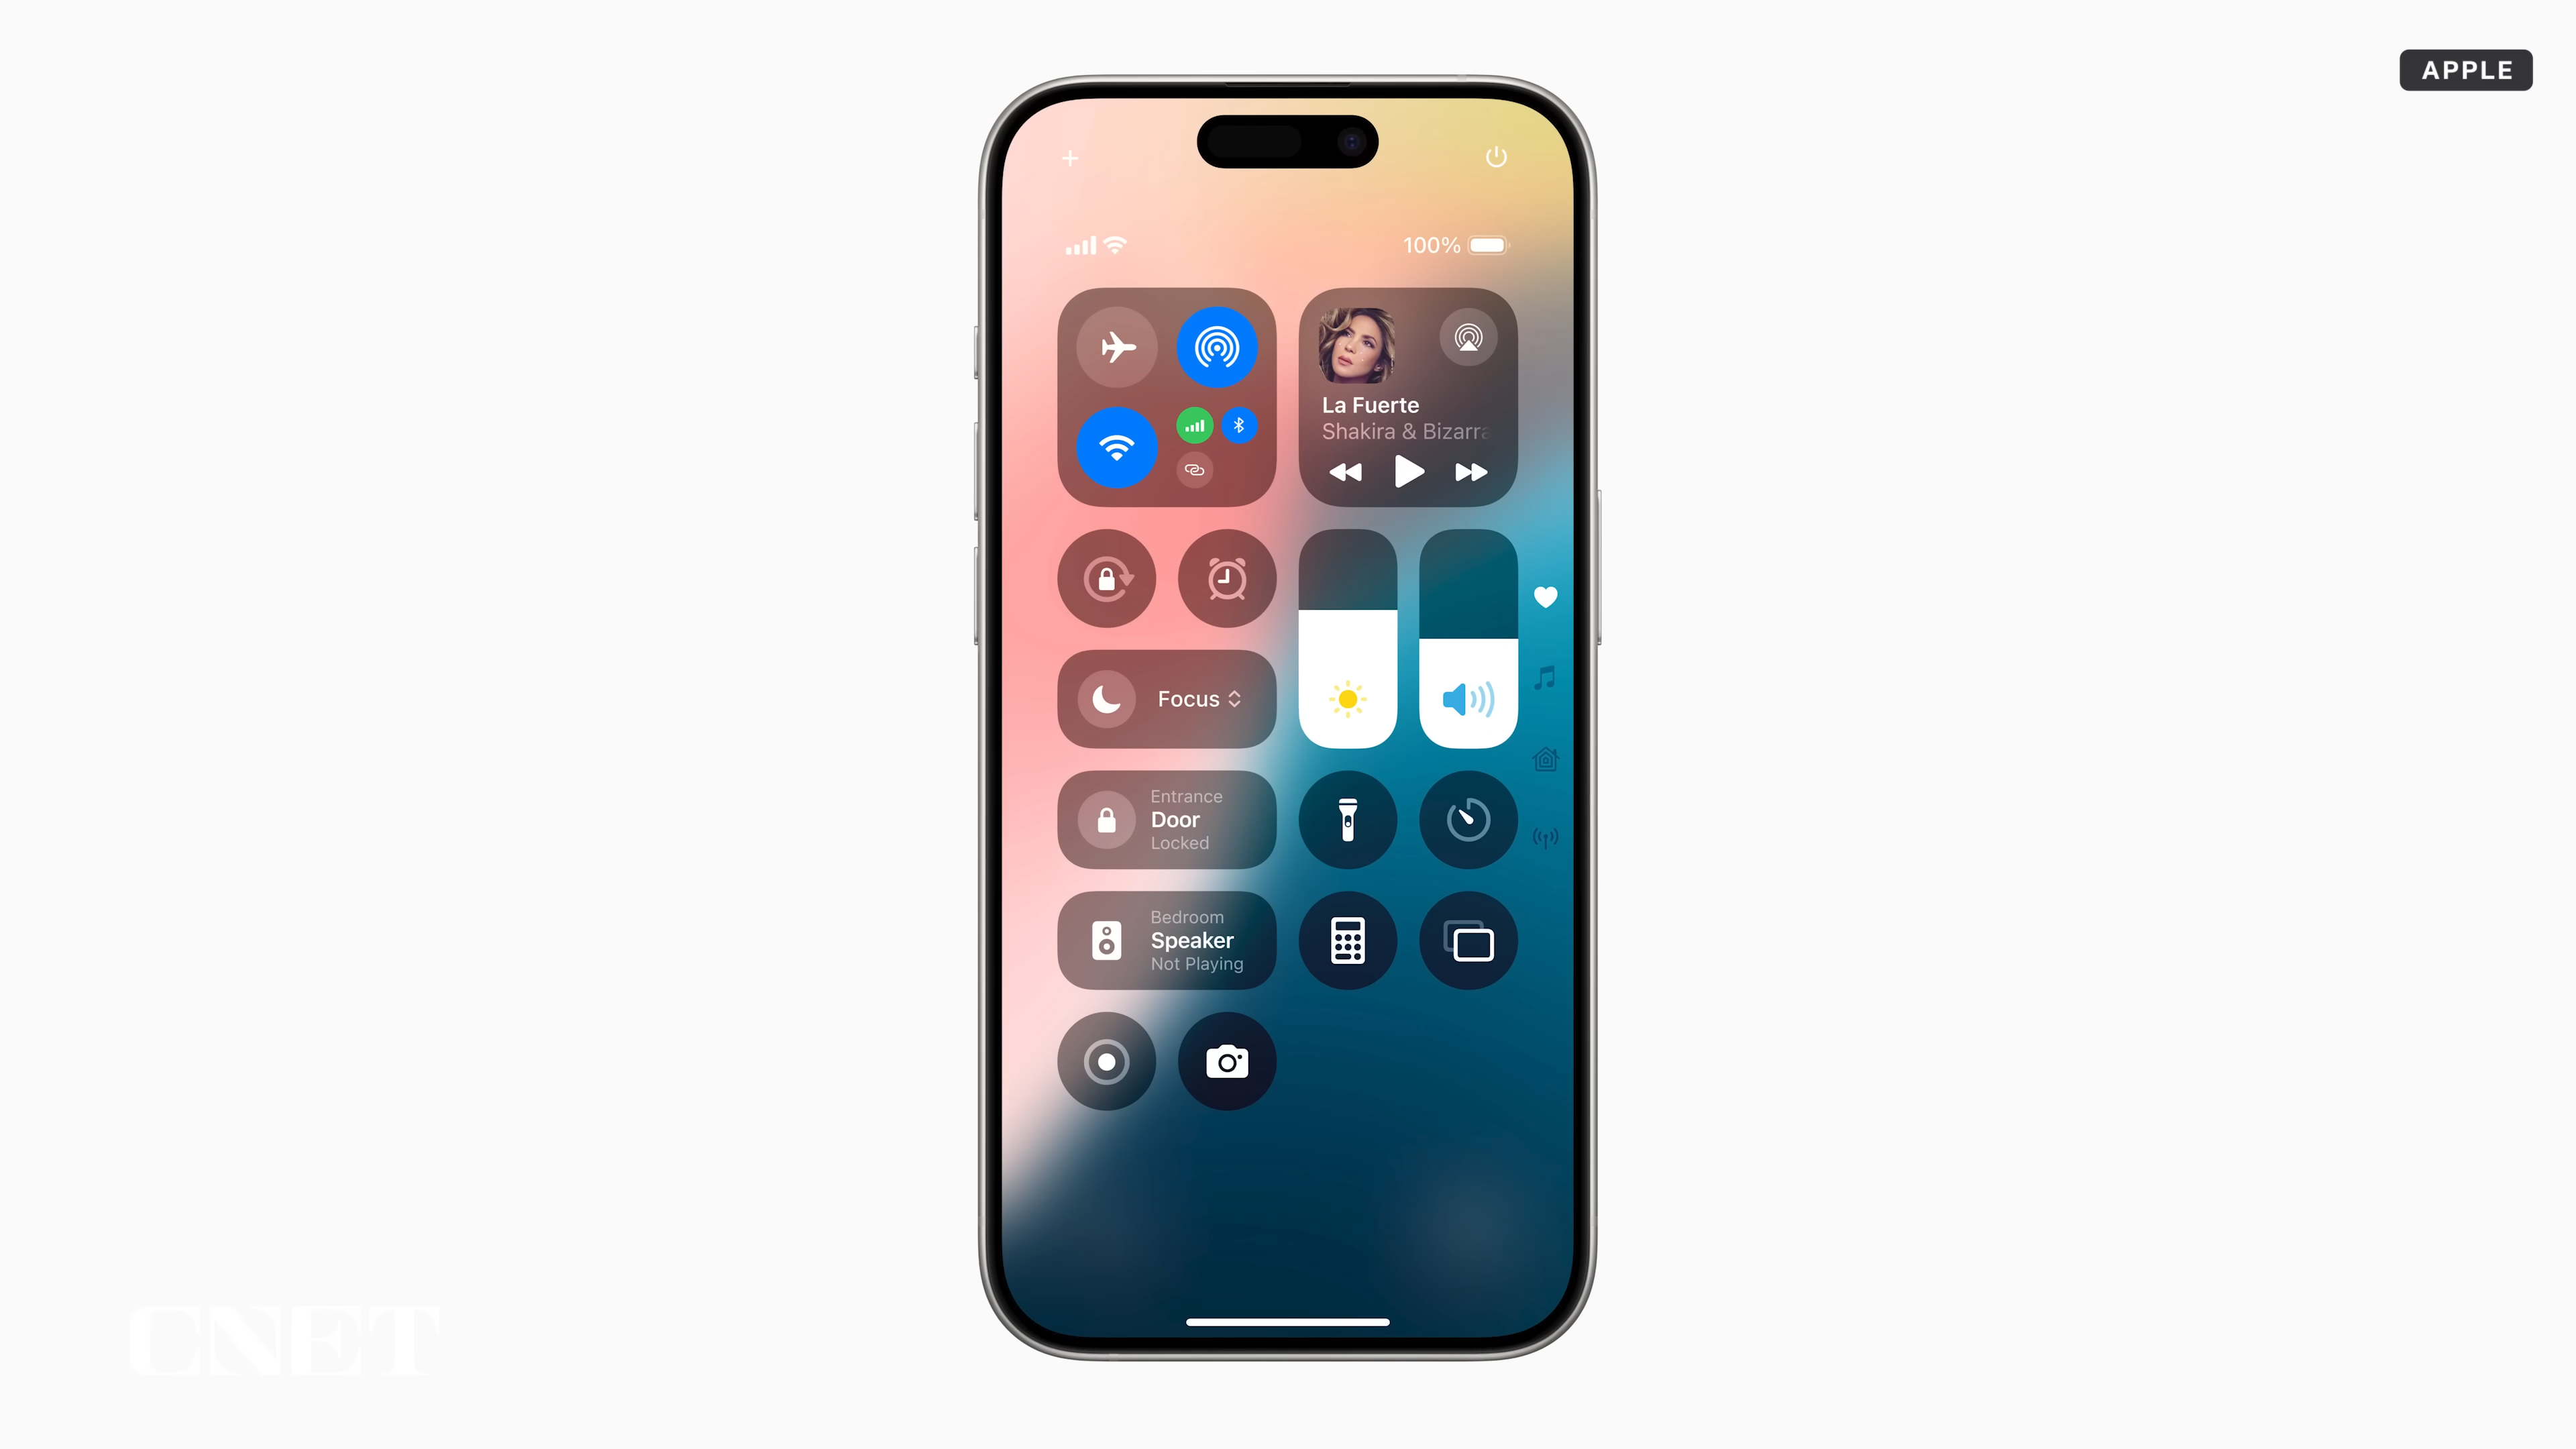 APPLE
100%
La Fuerte
Shakira & Bizarra
Focus
Entrance
Door
Locked
Bedroom
Speaker
Not Playing
CNET